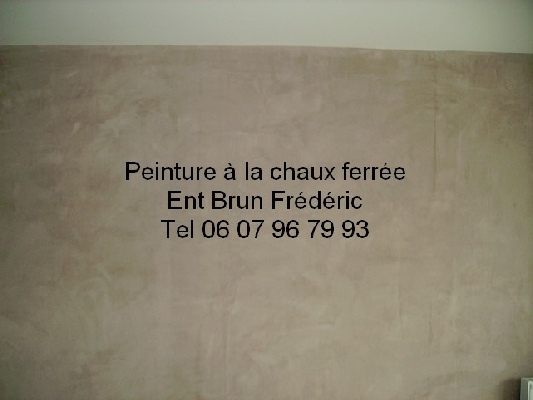 Peinture à la chaux ferrée
Ent Brun Frédéric
Tel 06 07 96 79 93